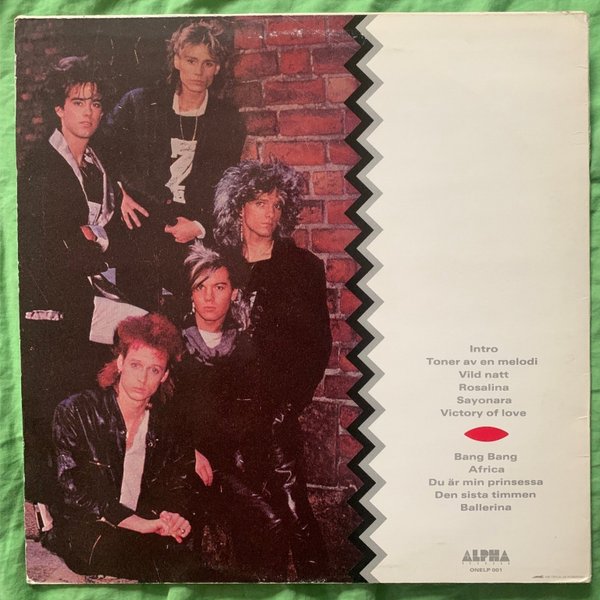 Intro
Toner av en melodi
Vild natt
Rosalina
Sayonara
Victory of love
Bang Bang
Africa
Du är min prinsessa
Den sista timmen
Ballerina
ALPHA
RECORDS
ONELP 001